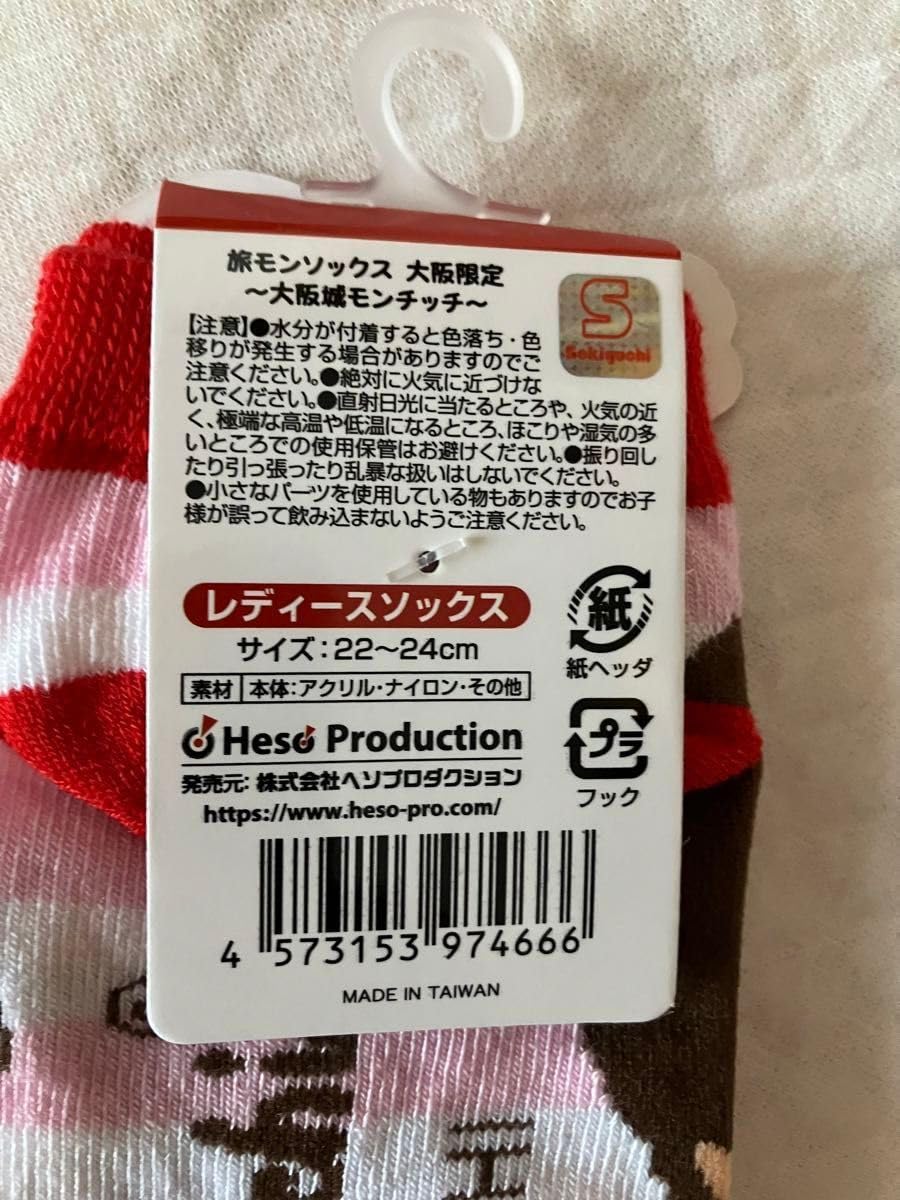 旅モンソックス 大阪限定
～大阪城モンチッチ～
S
Sekiguchi
【注意】●水分が付着すると色落ち・色
移りが発生する場合がありますのでご
注意ください。●絶対に火気に近づけな
いでください。●直射日光に当たるところや、火気の近
く、極端な高温や低温になるところ、ほこりや湿気の多
いところでの使用保管はお避けください。●振り回し
たり引っ張ったり乱暴な扱いはしないでください。
●小さなパーツを使用している物もありますのでお子
様が誤って飲み込まないようご注意ください。
レディースソックス
サイズ：22～24cm
素材 本体：アクリル・ナイロン・その他
紙
紙ヘッダ
Heso Production
発売元：株式会社ヘソプロダクション
https://www.heso-pro.com/
プラ
フック
4 573153 974666
MADE IN TAIWAN